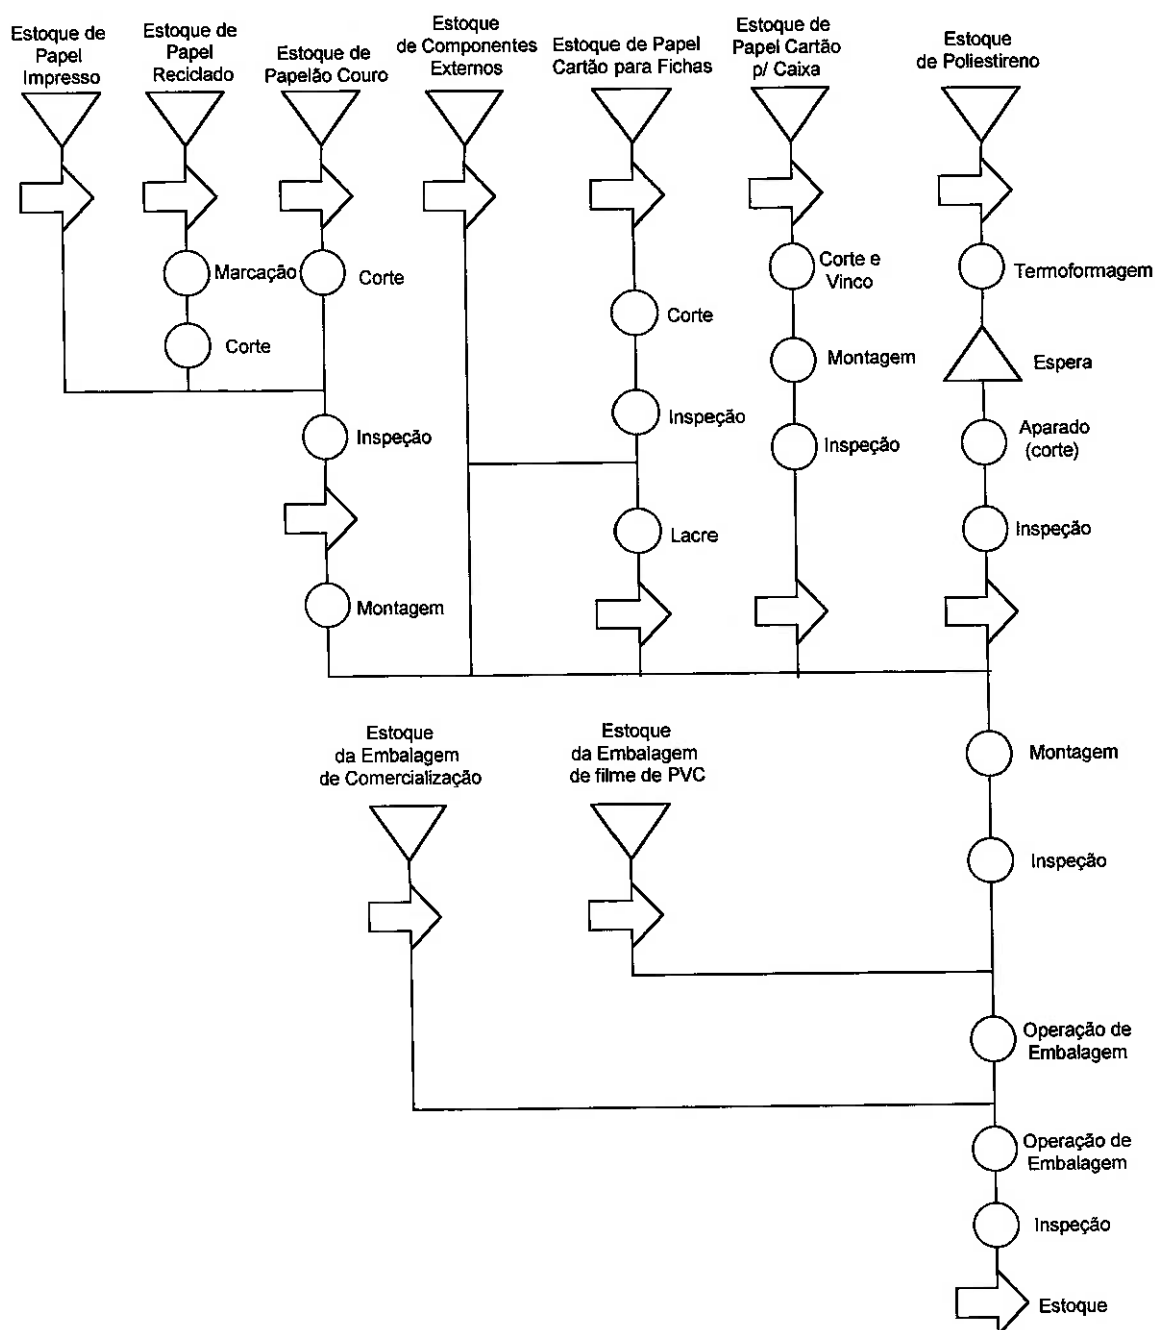 Estoque de
Papel
Impresso
Estoque de
Papel
Reciclado
Estoque de
Papelão Couro
Estoque
de Componentes
Externos
Estoque de Papel
Cartão para Fichas
Estoque de
Papel Cartão
p/ Caixa
Estoque
de Poliestireno
Marcação
Corte
Corte e
Vinco
Termoformagem
Corte
Corte
Montagem
Espera
Inspeção
Inspeção
Inspeção
Aparado
(corte)
Lacre
Inspeção
Montagem
Estoque
da Embalagem
de Comercialização
Estoque
da Embalagem
de filme de PVC
Montagem
Inspeção
Operação de
Embalagem
Operação de
Embalagem
Inspeção
Estoque